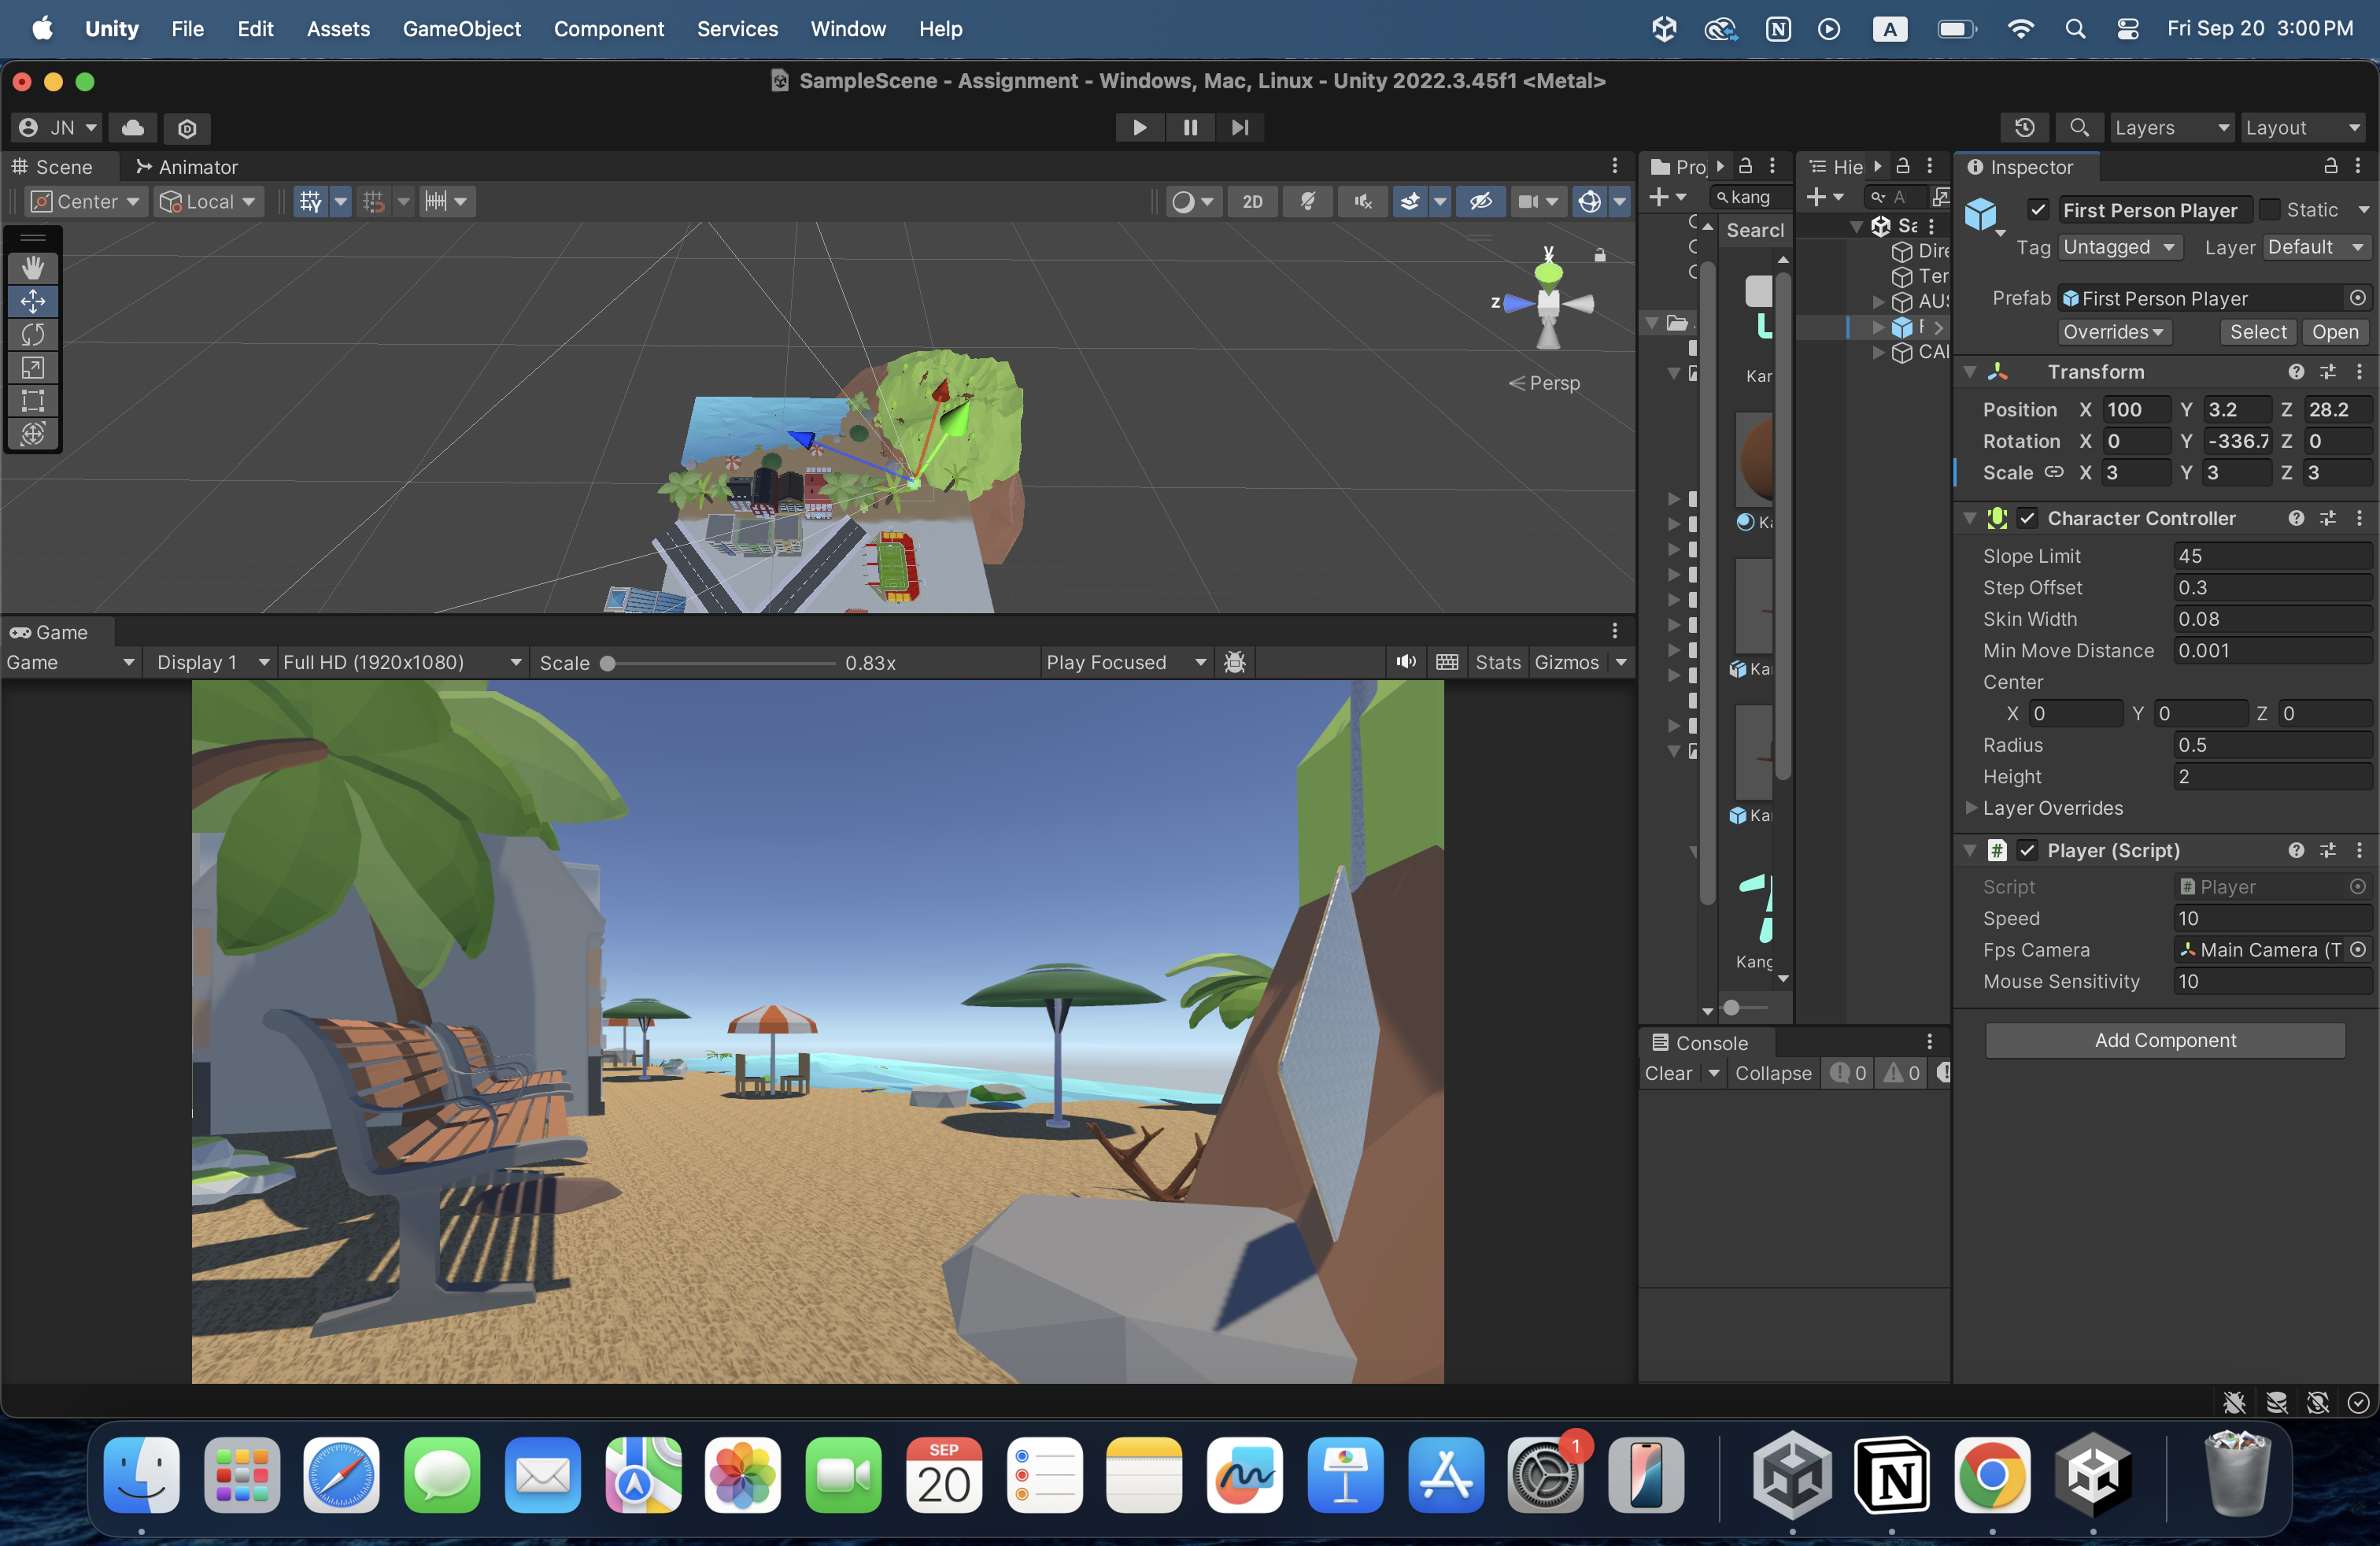 Unity File Edit Assets GameObject Component Services Window Help A Fri Sep 20 3:00 PM
SampleScene - Assignment - Windows, Mac, Linux - Unity 2022.3.45f1 <Metal>
JN Layers Layout
Scene Animator
Center Local 2D
y
z
Persp
Game
Game Display 1 Full HD (1920x1080) Scale 0.83x Play Focused Stats Gizmos
Proj
kang
Searcl
Kar
Ka
Ka
Ka
Kang
Hie
Sa
Dire
Ter
AUS
F
CAI
Console
Clear Collapse 0 0
Inspector
First Person Player Static
Tag Untagged Layer Default
Prefab First Person Player
Overrides Select Open
Transform
Position X 100 Y 3.2 Z 28.2
Rotation X 0 Y -336.7 Z 0
Scale X 3 Y 3 Z 3
Character Controller
Slope Limit 45
Step Offset 0.3
Skin Width 0.08
Min Move Distance 0.001
Center
X 0 Y 0 Z 0
Radius 0.5
Height 2
Layer Overrides
Player (Script)
Script Player
Speed 10
Fps Camera Main Camera (T
Mouse Sensitivity 10
Add Component
SEP
20
1